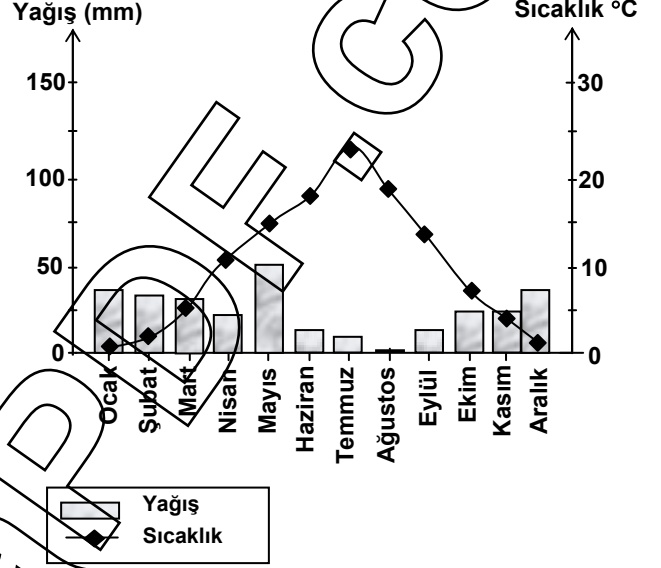 Yağış (mm) Sıcaklık °C
150 30
100 20
50 10
0 0
Ocak
Şubat
Mart
Nisan
Mayıs
Haziran
Temmuz
Ağustos
Eylül
Ekim
Kasım
Aralık
Yağış
Sıcaklık